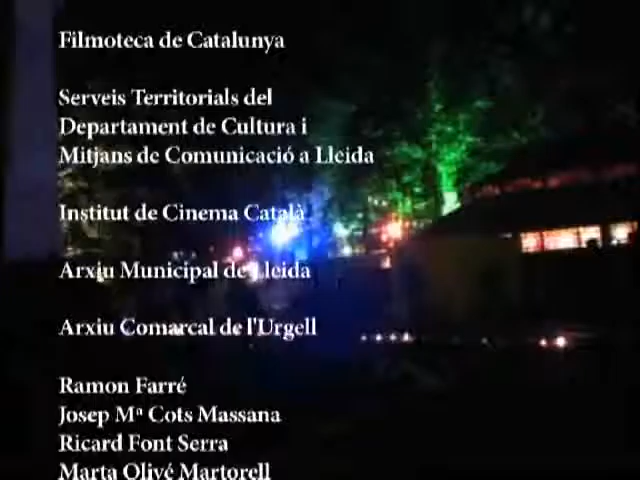 Filmoteca de Catalunya
Serveis Territorials del
Departament de Cultura i
Mitjans de Comunicació a Lleida
Institut de Cinema Català
Arxiu Municipal de Lleida
Arxiu Comarcal de l'Urgell
Ramon Farré
Josep Mª Cots Massana
Ricard Font Serra
Marta Olivé Martorell